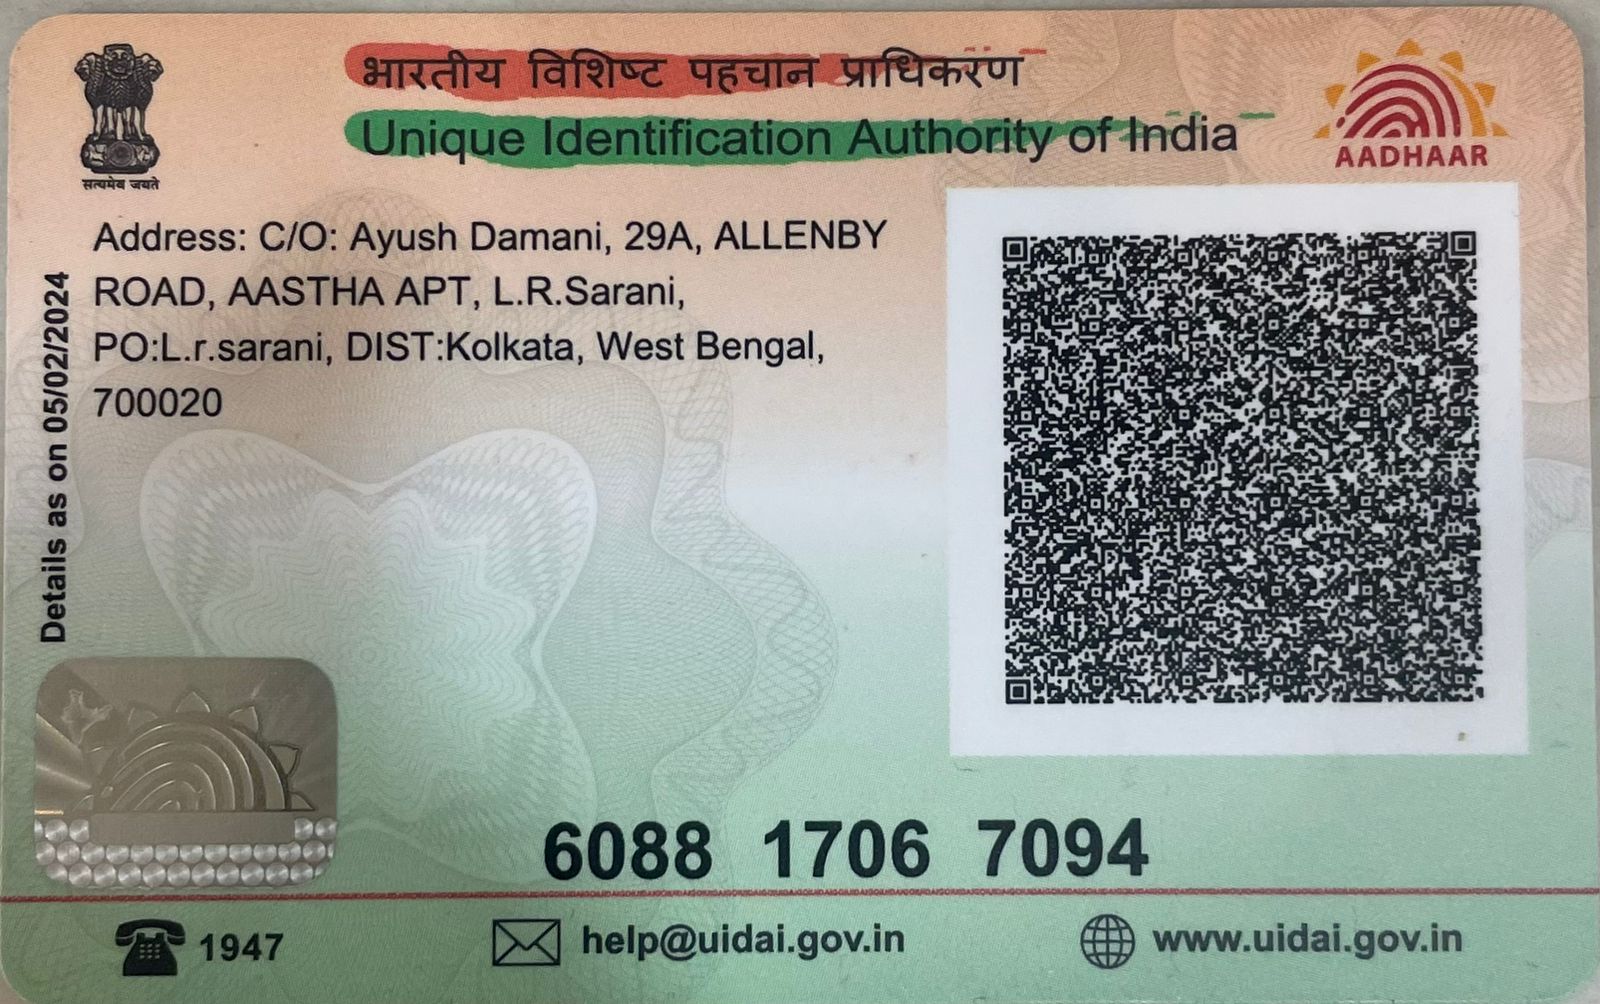 भारतीय विशिष्ट पहचान प्राधिकरण
Unique Identification Authority of India
AADHAAR
सत्यमेव जयते
Address: C/O: Ayush Damani, 29A, ALLENBY
ROAD, AASTHA APT, L.R.Sarani,
PO:L.r.sarani, DIST:Kolkata, West Bengal,
700020
Details as on 05/02/2024
6088 1706 7094
1947
help@uidai.gov.in
www.uidai.gov.in